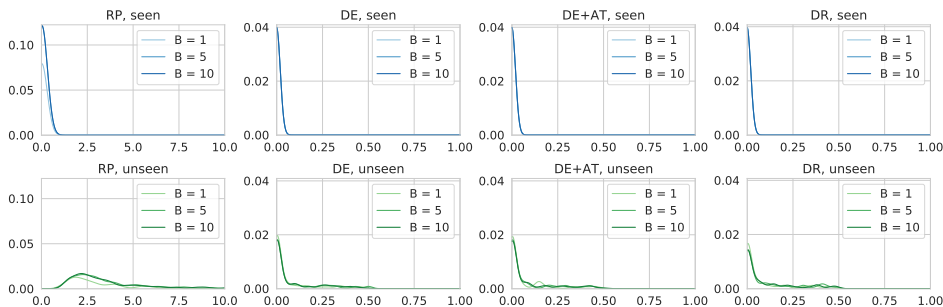 RP, seen
DE, seen
DE+AT, seen
DR, seen
0.10
0.05
0.00
B = 1
B = 5
B = 10
0.0 2.5 5.0 7.5 10.0
0.04
0.02
0.00
B = 1
B = 5
B = 10
0.00 0.25 0.50 0.75 1.00
0.04
0.02
0.00
B = 1
B = 5
B = 10
0.00 0.25 0.50 0.75 1.00
0.04
0.02
0.00
B = 1
B = 5
B = 10
0.00 0.25 0.50 0.75 1.00
RP, unseen
DE, unseen
DE+AT, unseen
DR, unseen
0.10
0.05
0.00
B = 1
B = 5
B = 10
0.0 2.5 5.0 7.5 10.0
0.04
0.02
0.00
B = 1
B = 5
B = 10
0.00 0.25 0.50 0.75 1.00
0.04
0.02
0.00
B = 1
B = 5
B = 10
0.00 0.25 0.50 0.75 1.00
0.04
0.02
0.00
B = 1
B = 5
B = 10
0.00 0.25 0.50 0.75 1.00